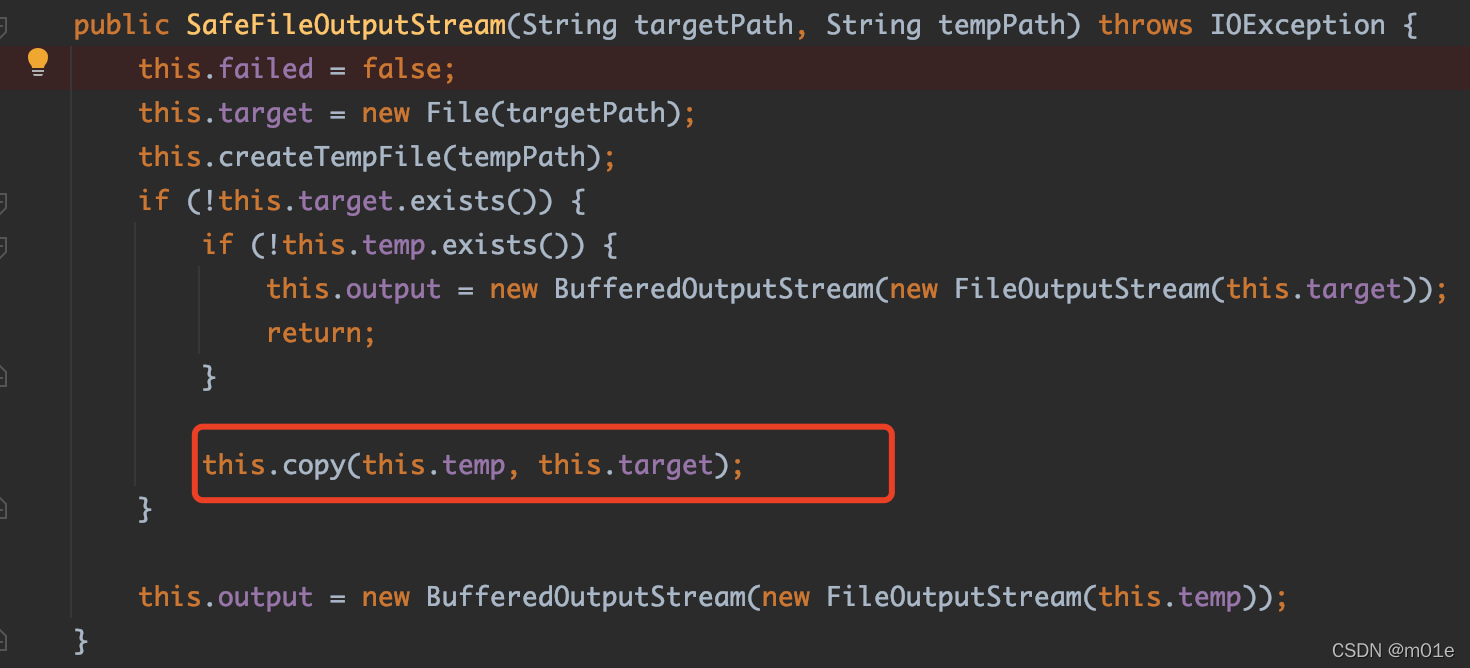 public SafeFileOutputStream(String targetPath, String tempPath) throws IOException {
this.failed = false;
this.target = new File(targetPath);
this.createTempFile(tempPath);
if (!this.target.exists()) {
if (!this.temp.exists()) {
this.output = new BufferedOutputStream(new FileOutputStream(this.target));
return;
}
this.copy(this.temp, this.target);
}
this.output = new BufferedOutputStream(new FileOutputStream(this.temp));
}
CSDN @m01e